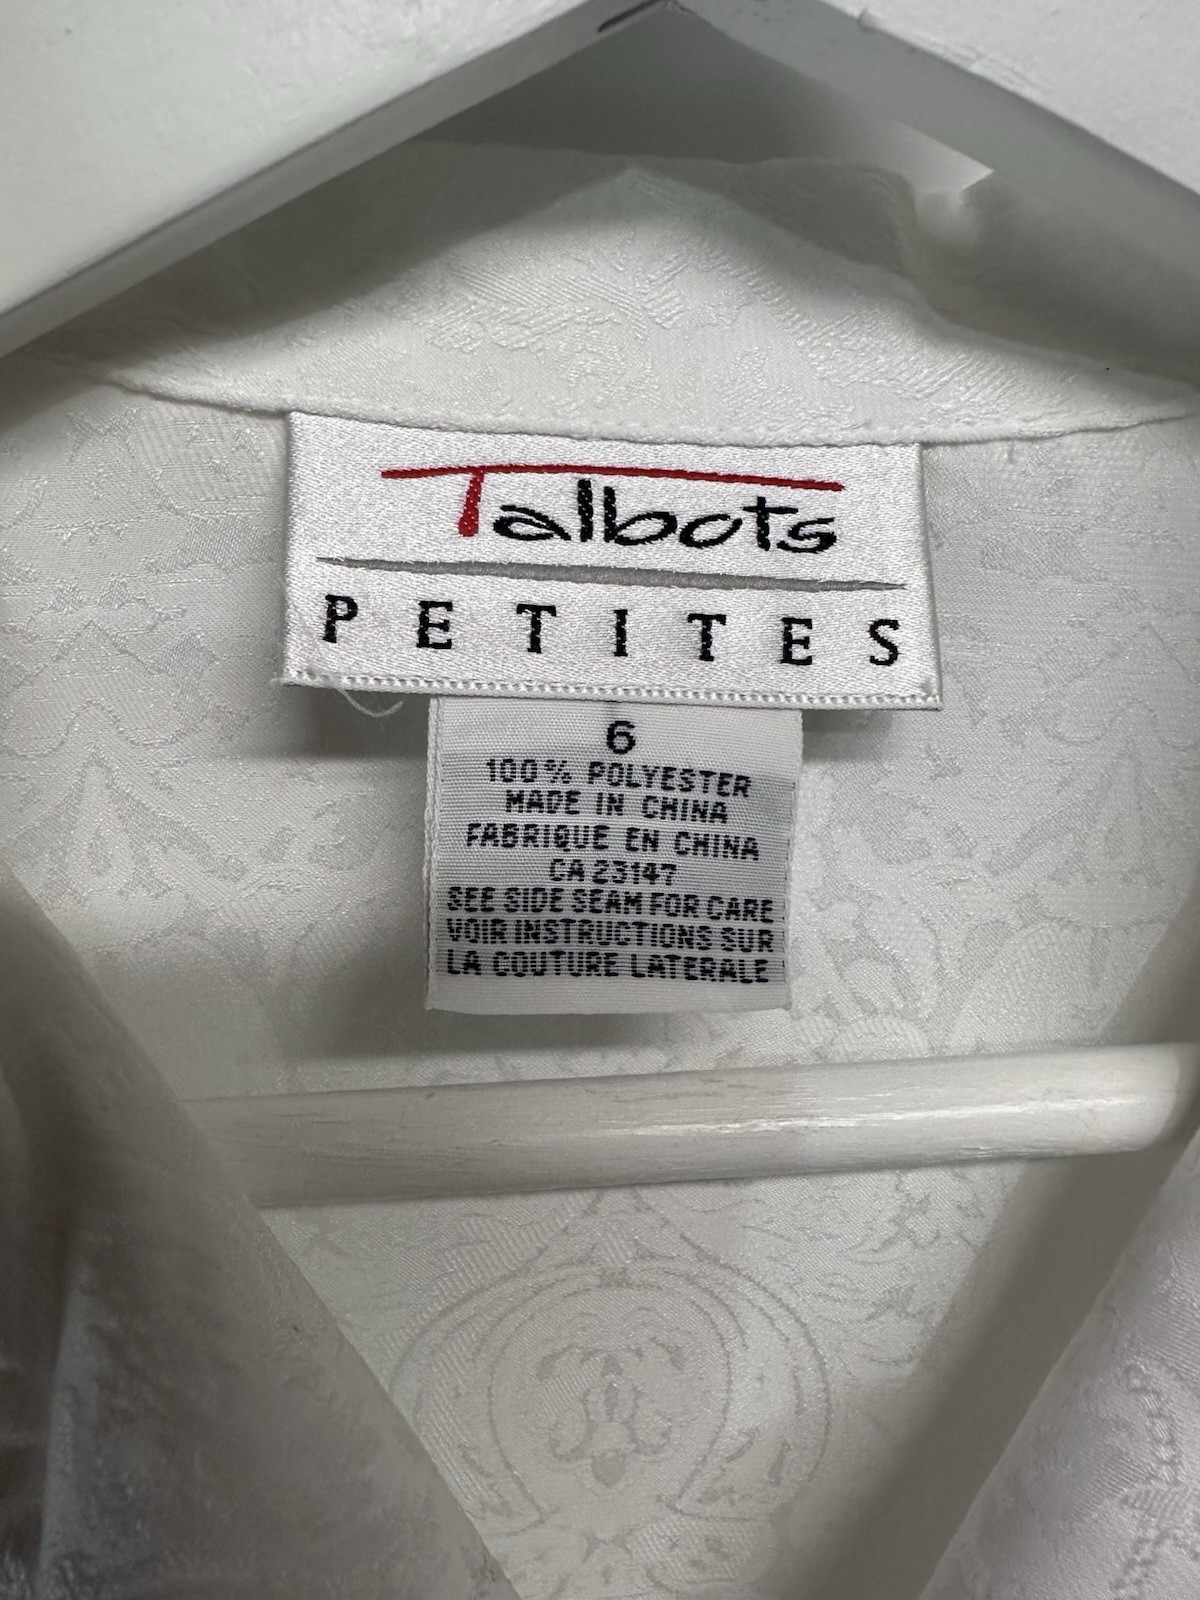 Talbots
PETITES
6
100% POLYESTER
MADE IN CHINA
FABRIQUE EN CHINA
CA 23147
SEE SIDE SEAM FOR CARE
VOIR INSTRUCTIONS SUR
LA COUTURE LATERALE